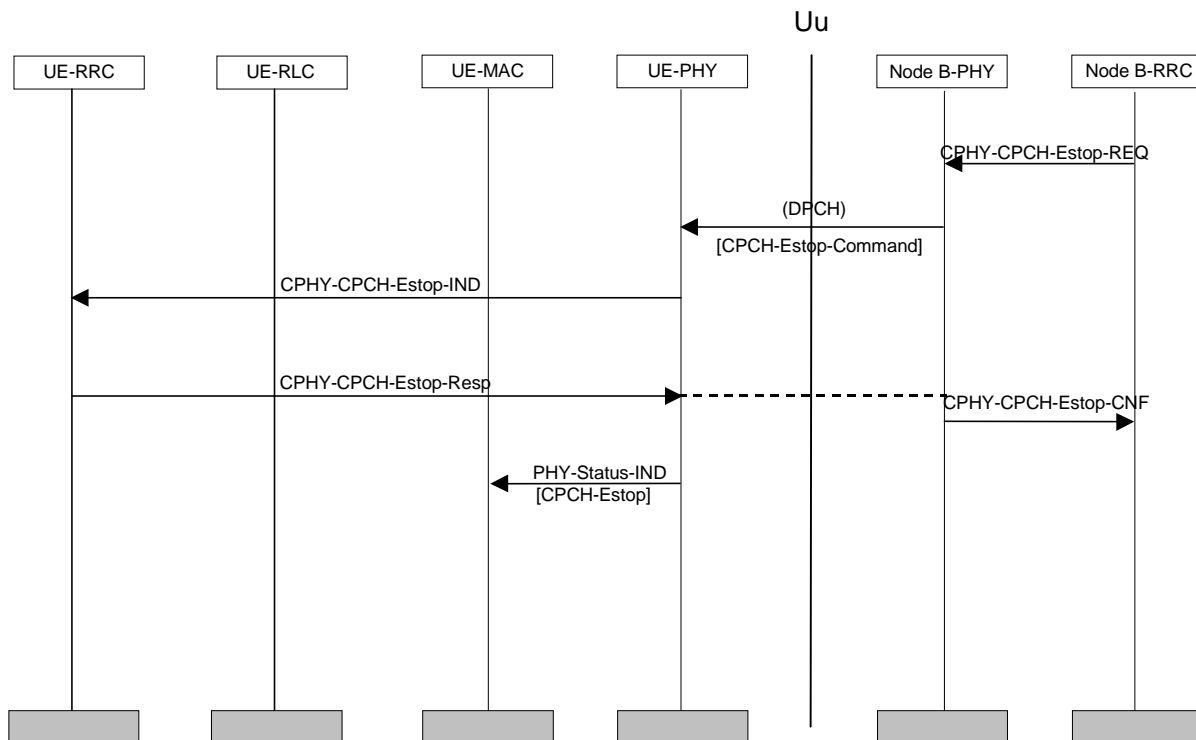 Uu
UE-RRC
UE-RLC
UE-MAC
UE-PHY
Node B-PHY
Node B-RRC
CPHY-CPCH-Estop-REQ
(DPCH)
[CPCH-Estop-Command]
CPHY-CPCH-Estop-IND
CPHY-CPCH-Estop-Resp
CPHY-CPCH-Estop-CNF
PHY-Status-IND
[CPCH-Estop]